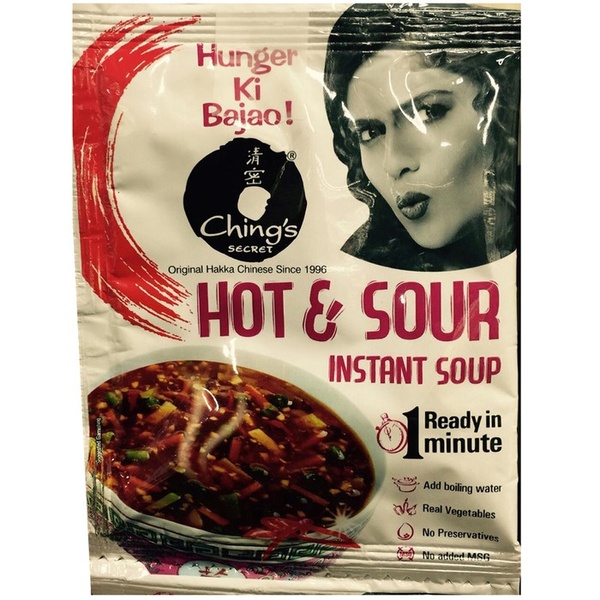 Hunger
Ki
Bajao!
清
密
®
Ching's
SECRET
Original Hakka Chinese Since 1996
HOT & SOUR
INSTANT SOUP
1 Ready in
minute
Add boiling water
Real Vegetables
No Preservatives
No added MSG